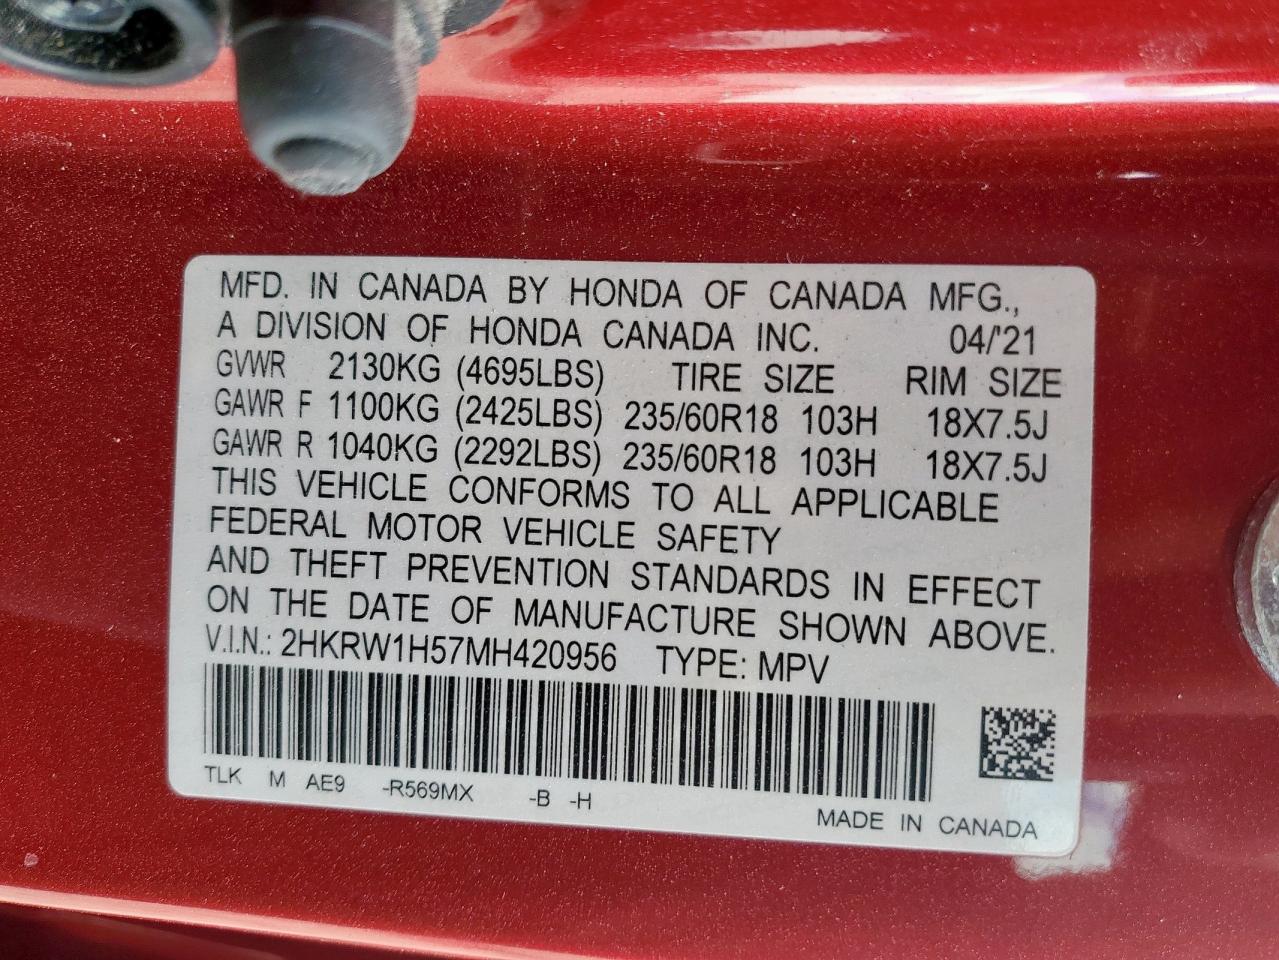 MFD. IN CANADA BY HONDA OF CANADA MFG.,
A DIVISION OF HONDA CANADA INC. 04/'21
GVWR 2130KG (4695LBS) TIRE SIZE RIM SIZE
GAWR F 1100KG (2425LBS) 235/60R18 103H 18X7.5J
GAWR R 1040KG (2292LBS) 235/60R18 103H 18X7.5J
THIS VEHICLE CONFORMS TO ALL APPLICABLE
FEDERAL MOTOR VEHICLE SAFETY
AND THEFT PREVENTION STANDARDS IN EFFECT
ON THE DATE OF MANUFACTURE SHOWN ABOVE.
V.I.N.: 2HKRW1H57MH420956 TYPE: MPV
TLK M AE9 -R569MX -B -H
MADE IN CANADA